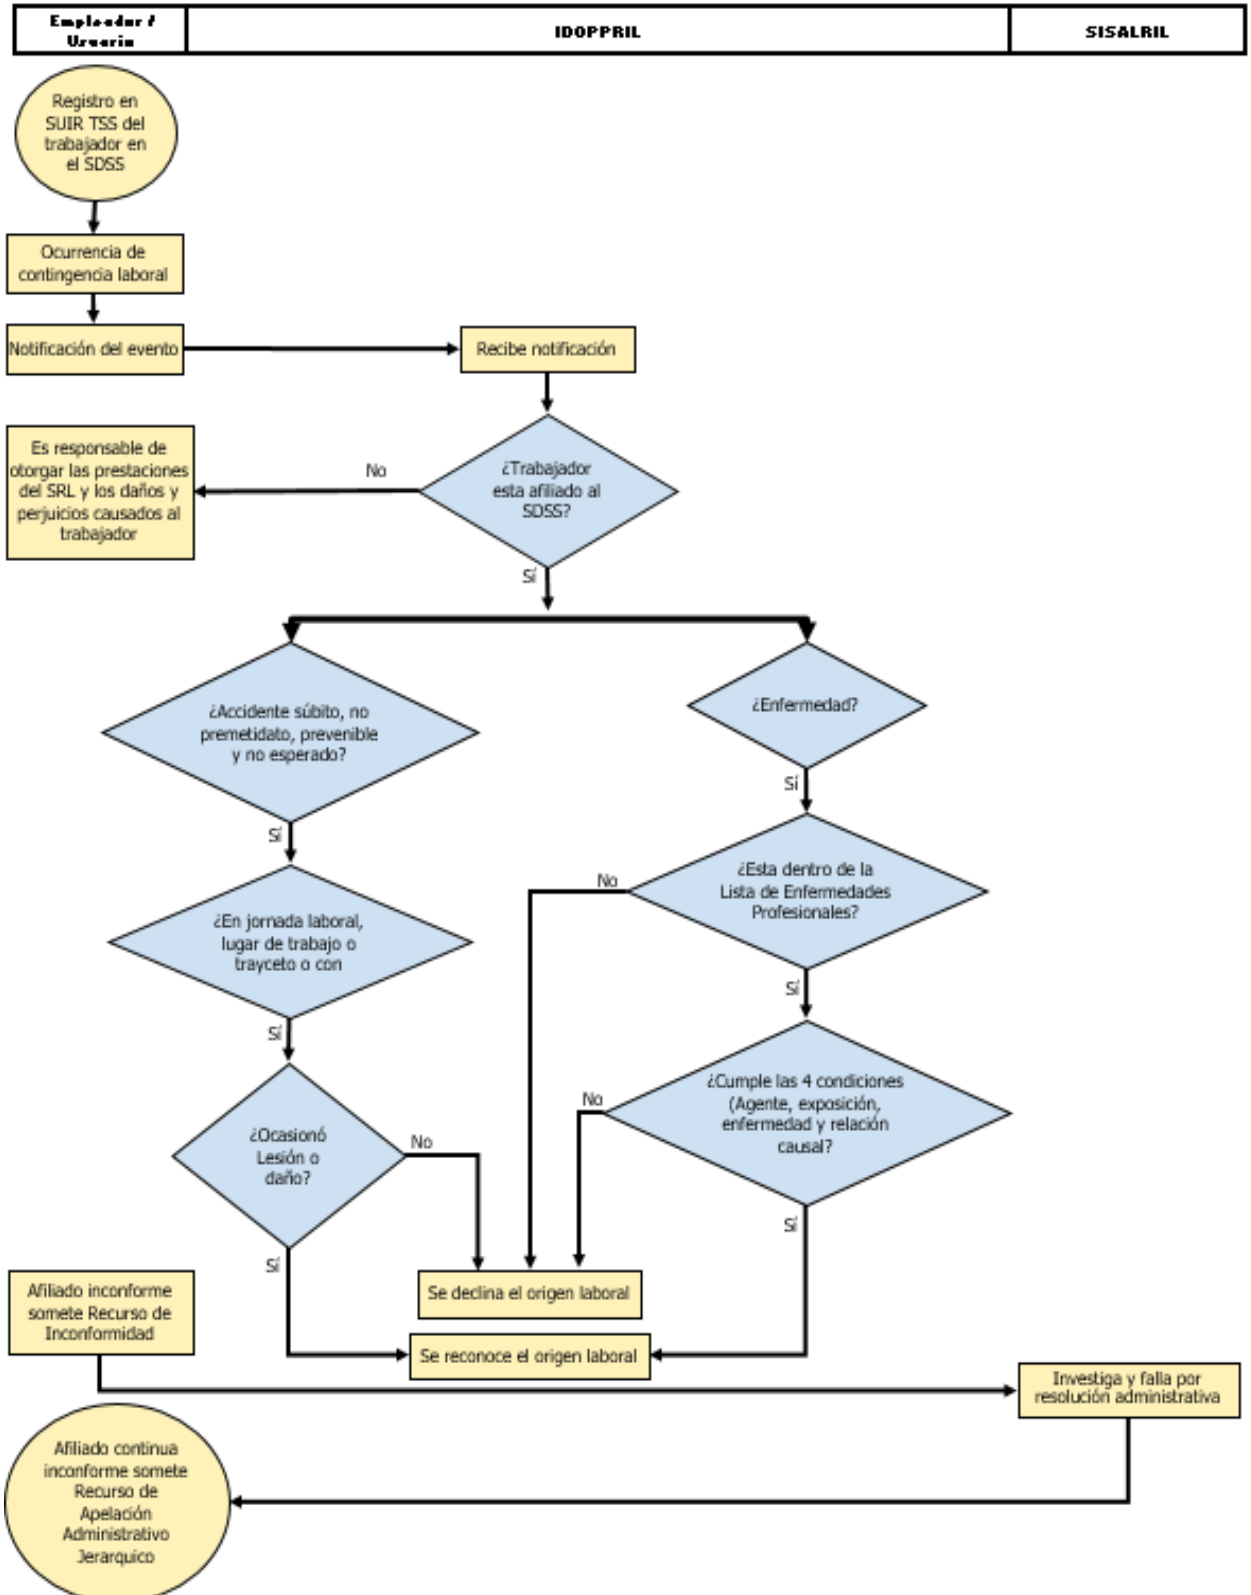 Empleador /
Usuario
IDOPPRIL
SISALRIL
Registro en
SUIR TSS del
trabajador en
el SDSS
Ocurrencia de
contingencia laboral
Notificación del evento
Recibe notificación
Es responsable de
otorgar las prestaciones
del SRL y los daños y
perjuicios causados al
trabajador
No
¿Trabajador
esta afiliado al
SDSS?
Sí
¿Accidente súbito, no
premetidato, prevenible
y no esperado?
¿Enfermedad?
Sí
Sí
¿Esta dentro de la
Lista de Enfermedades
Profesionales?
No
¿En jornada laboral,
lugar de trabajo o
trayceto o con
Sí
Sí
¿Cumple las 4 condiciones
(Agente, exposición,
enfermedad y relación
causal?
No
¿Ocasionó
Lesión o
daño?
No
Sí
Sí
Se declina el origen laboral
Afiliado inconforme
somete Recurso de
Inconformidad
Se reconoce el origen laboral
Investiga y falla por
resolución administrativa
Afiliado continua
inconforme somete
Recurso de
Apelación
Administrativo
Jerarquico